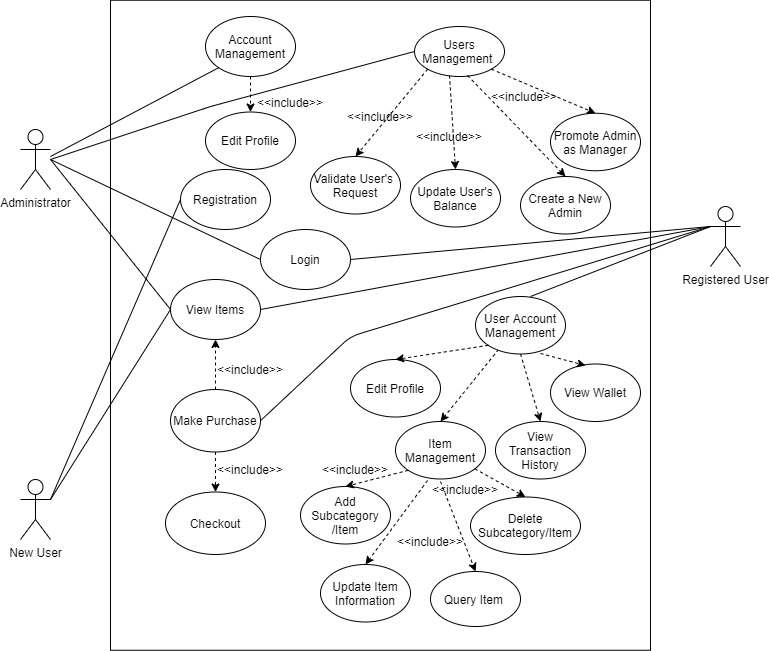 Account
Management
Users
Management
<<include>>
<<include>>
<<include>>
<<include>>
Edit Profile
Promote Admin
as Manager
Administrator
Registration
Validate User's
Request
Update User's
Balance
Create a New
Admin
Login
Registered User
View Items
User Account
Management
<<include>>
Edit Profile
View Wallet
Make Purchase
Item
Management
View
Transaction
History
<<include>>
<<include>>
<<include>>
Add
Subcategory
/Item
Delete
Subcategory/Item
Checkout
<<include>>
New User
Update Item
Information
Query Item